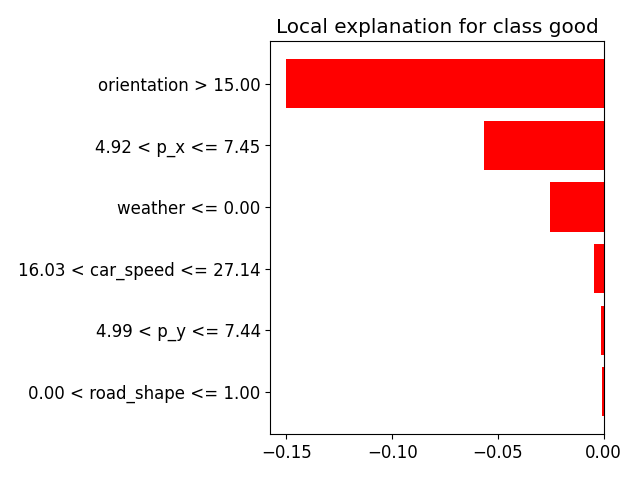 Local explanation for class good
orientation > 15.00
4.92 < p_x <= 7.45
weather <= 0.00
16.03 < car_speed <= 27.14
4.99 < p_y <= 7.44
0.00 < road_shape <= 1.00
−0.15 −0.10 −0.05 0.00